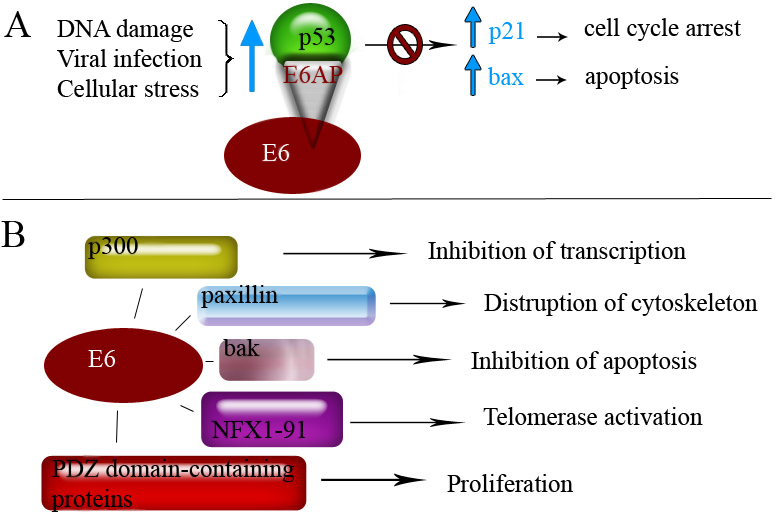 A
DNA damage
Viral infection
Cellular stress
p53
E6AP
E6
p21
cell cycle arrest
bax
apoptosis
B
p300
Inhibition of transcription
paxillin
Distruption of cytoskeleton
E6
bak
Inhibition of apoptosis
NFX1-91
Telomerase activation
PDZ domain-containing
proteins
Proliferation